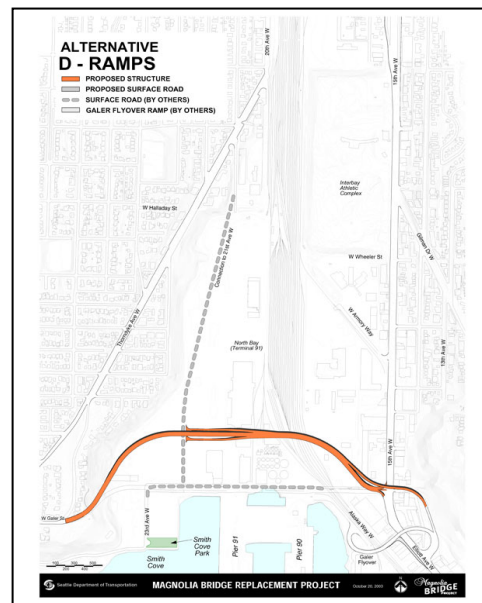 ALTERNATIVE
D - RAMPS
PROPOSED STRUCTURE
PROPOSED SURFACE ROAD
SURFACE ROAD (BY OTHERS)
GALER FLYOVER RAMP (BY OTHERS)
20th Ave W
15th Ave W
Interbay
Athletic
Complex
W Halladay St
Gilman Dr W
Connection to 21st Ave W
W Wheeler St
Thorndyke Ave W
W Armory Way
13th Ave W
North Bay
(Terminal 91)
15th Ave W
W Galer St
23rd Ave W
Smith
Cove
Park
Smith
Cove
Pier 91
Pier 90
Alaska Way W
Elliott Ave W
Galer
Flyover
Seattle Department of Transportation
MAGNOLIA BRIDGE REPLACEMENT PROJECT
N
Magnolia
BRIDGE
PROJECT